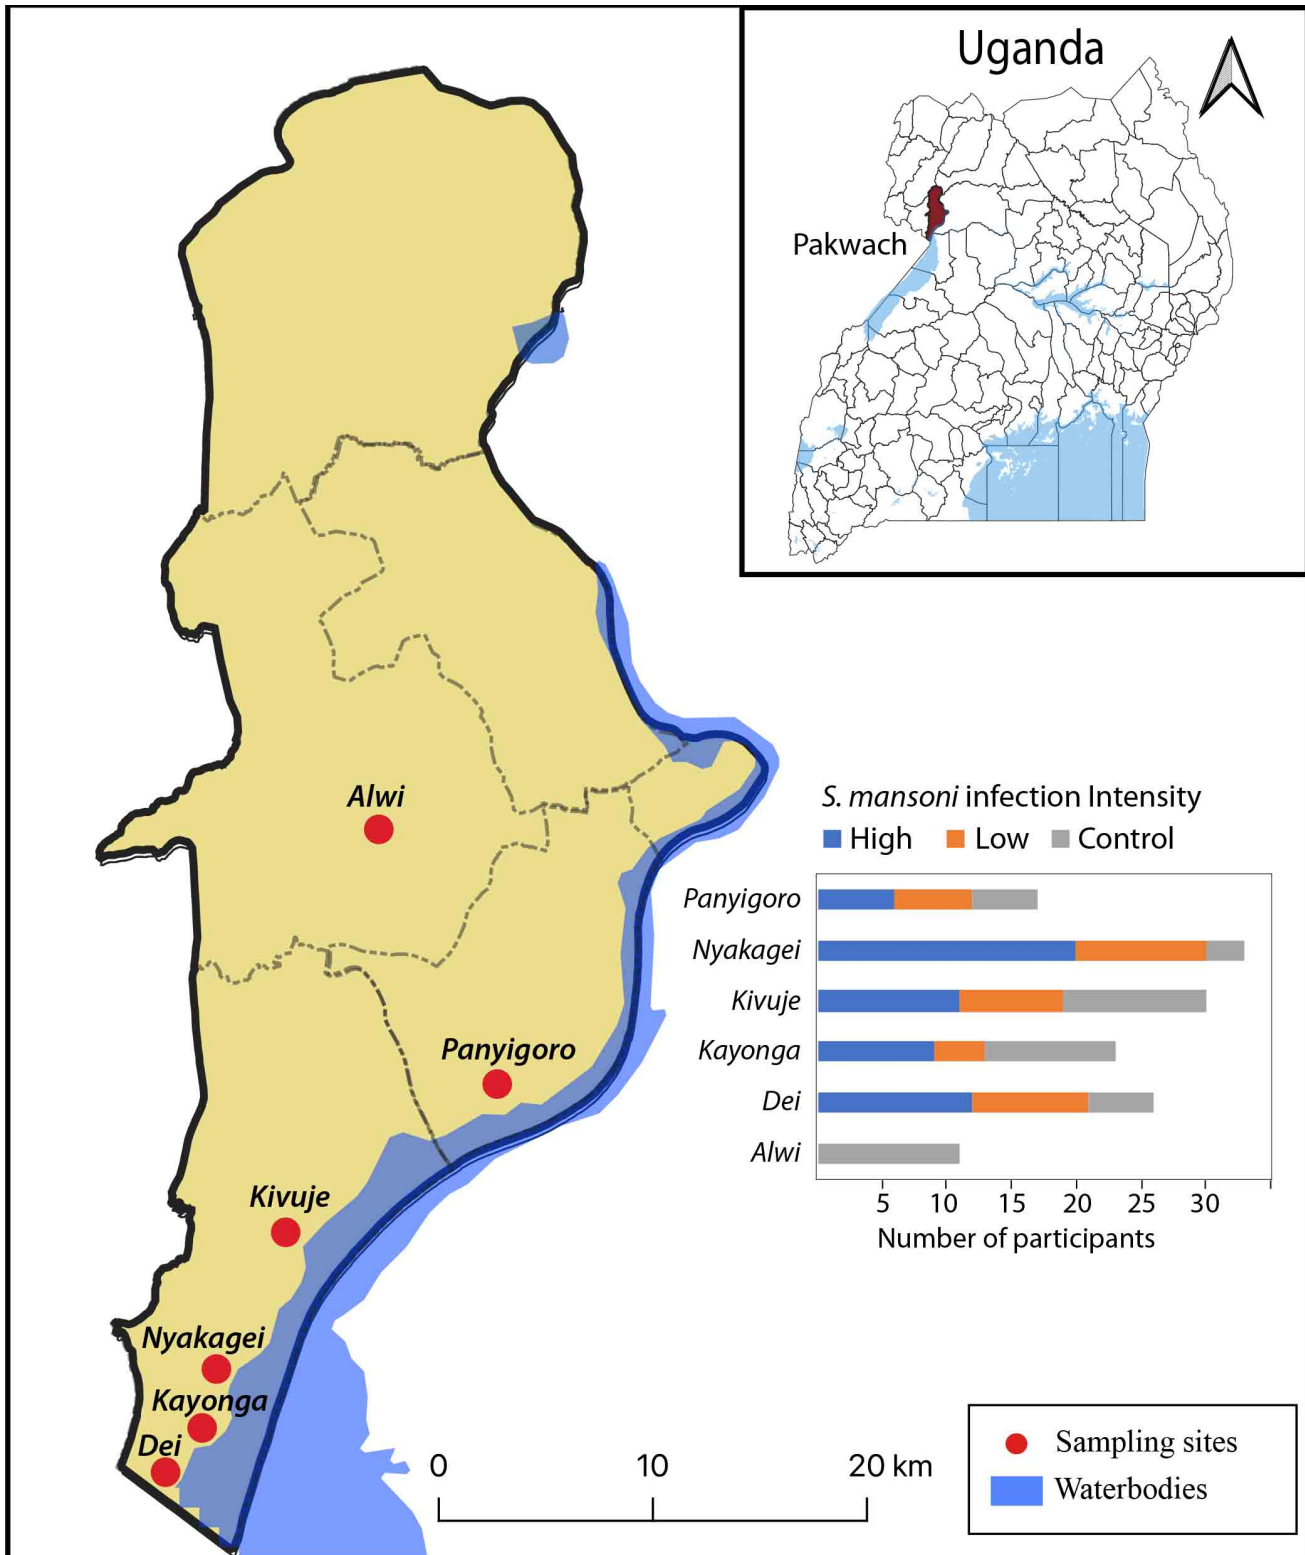 Uganda
Pakwach
Alwi
Panyigoro
Kivuje
Nyakagei
Kayonga
Dei
S. mansoni infection Intensity
High Low Control
Panyigoro
Nyakagei
Kivuje
Kayonga
Dei
Alwi
5 10 15 20 25 30
Number of participants
0 10 20 km
Sampling sites
Waterbodies